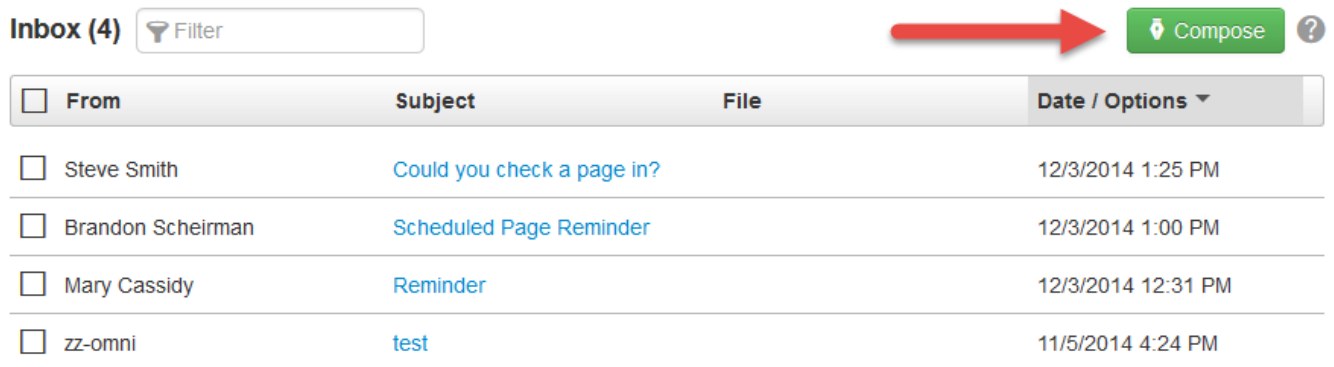 Inbox (4) Filter Compose ?
From Subject File Date / Options
Steve Smith Could you check a page in? 12/3/2014 1:25 PM
Brandon Scheirman Scheduled Page Reminder 12/3/2014 1:00 PM
Mary Cassidy Reminder 12/3/2014 12:31 PM
zz-omni test 11/5/2014 4:24 PM